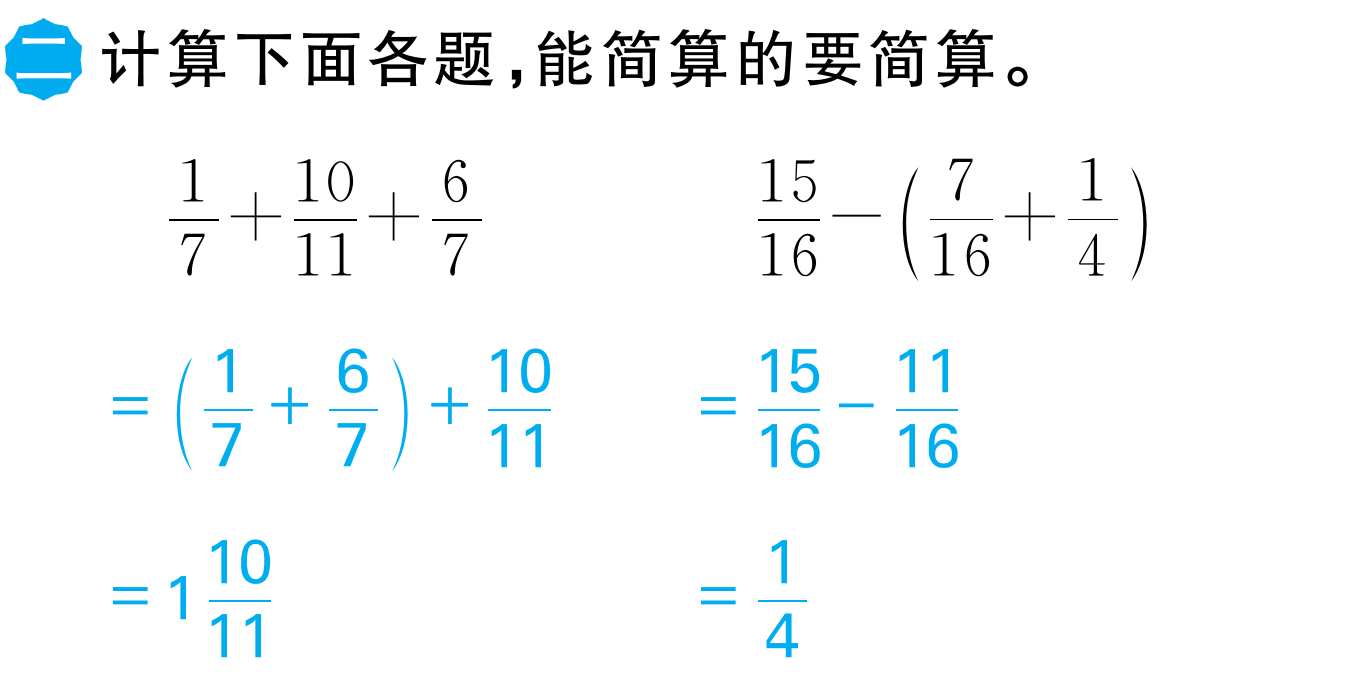 二 计算下面各题,能简算的要简算。
1/7 + 10/11 + 6/7    15/16 − (7/16 + 1/4)
= (1/7 + 6/7) + 10/11    = 15/16 − 11/16
= 1 10/11    = 1/4